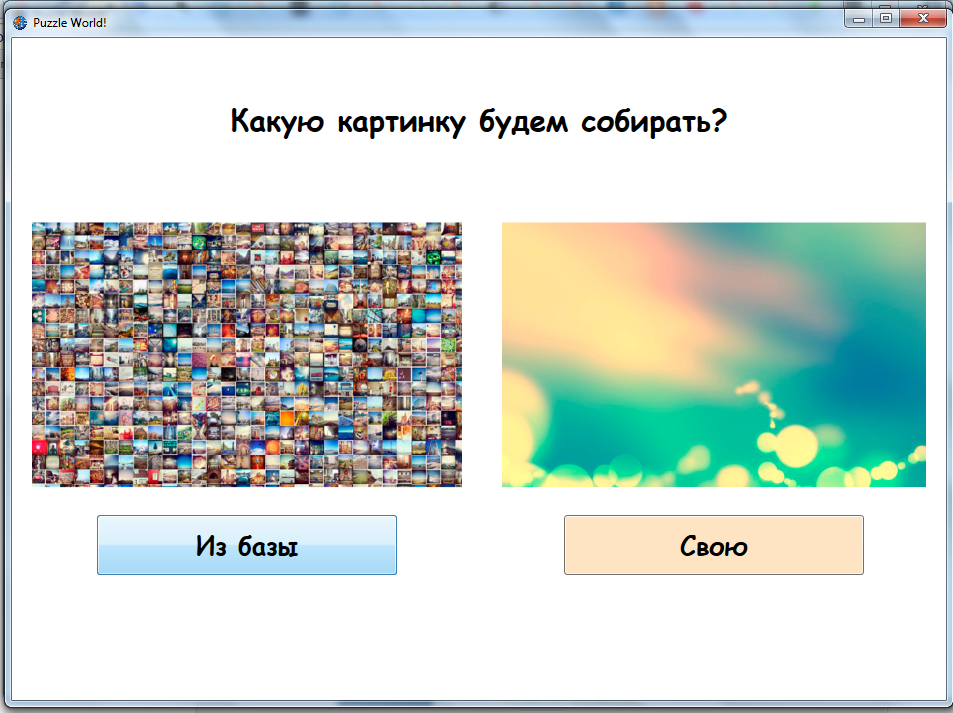 Puzzle World!
Какую картинку будем собирать?
Из базы
Свою